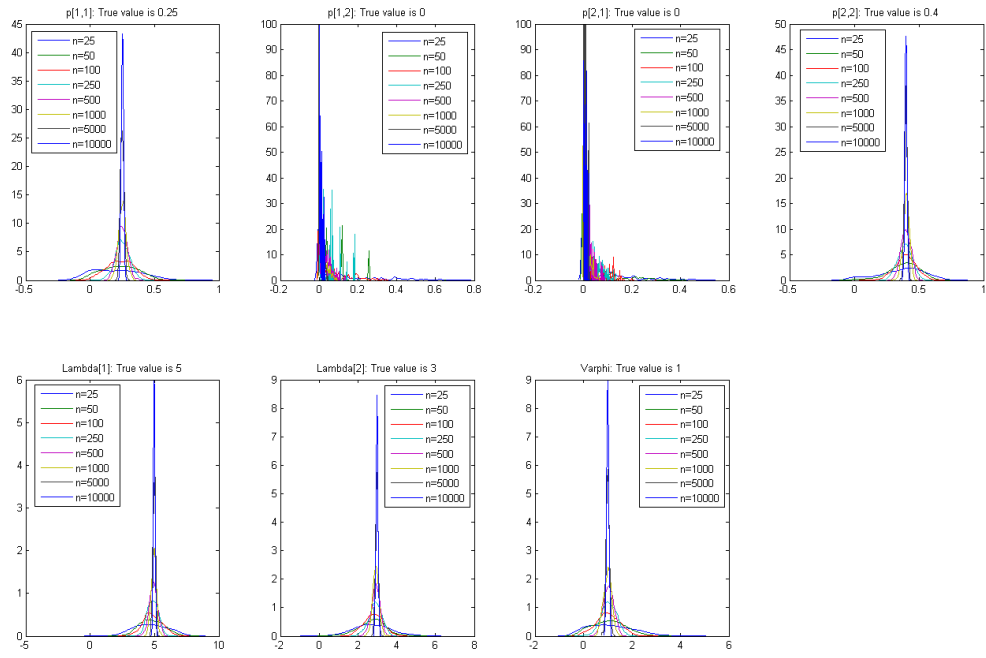 p[1,1]: True value is 0.25
45
40
35
30
25
20
15
10
5
0
-0.5
0
0.5
1
n=25
n=50
n=100
n=250
n=500
n=1000
n=5000
n=10000
p[1,2]: True value is 0
100
90
80
70
60
50
40
30
20
10
0
-0.2
0
0.2
0.4
0.6
0.8
n=25
n=50
n=100
n=250
n=500
n=1000
n=5000
n=10000
p[2,1]: True value is 0
100
90
80
70
60
50
40
30
20
10
0
-0.2
0
0.2
0.4
0.6
n=25
n=50
n=100
n=250
n=500
n=1000
n=5000
n=10000
p[2,2]: True value is 0.4
50
45
40
35
30
25
20
15
10
5
0
-0.5
0
0.5
1
n=25
n=50
n=100
n=250
n=500
n=1000
n=5000
n=10000
Lambda[1]: True value is 5
6
5
4
3
2
1
0
-5
0
5
10
n=25
n=50
n=100
n=250
n=500
n=1000
n=5000
n=10000
Lambda[2]: True value is 3
9
8
7
6
5
4
3
2
1
0
-2
0
2
4
6
8
n=25
n=50
n=100
n=250
n=500
n=1000
n=5000
n=10000
Varphi: True value is 1
9
8
7
6
5
4
3
2
1
0
-2
0
2
4
6
n=25
n=50
n=100
n=250
n=500
n=1000
n=5000
n=10000